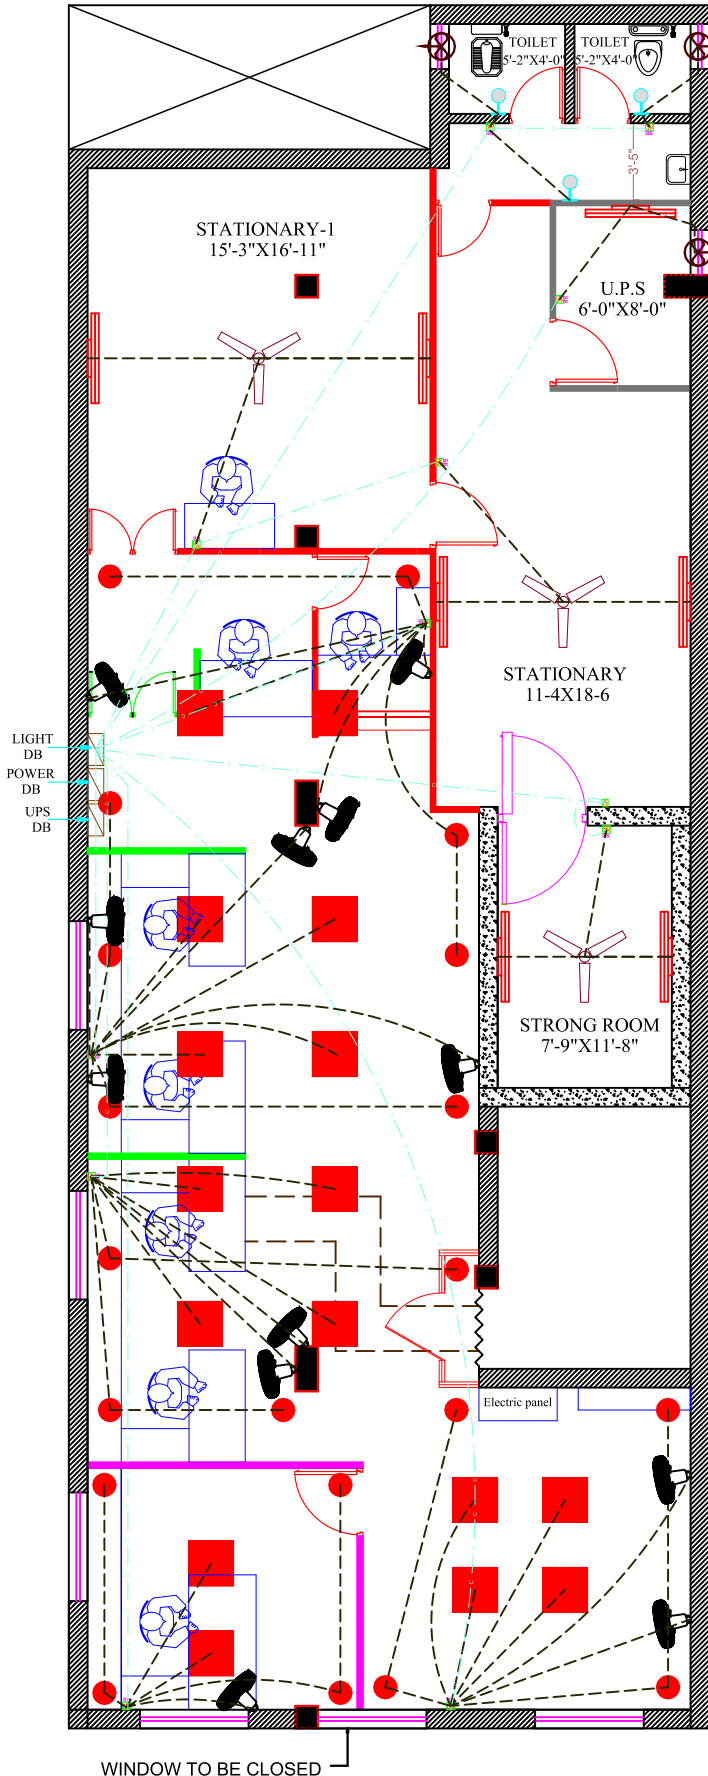 TOILET
5'-2"X4'-0"
TOILET
5'-2"X4'-0"
3'-5"
STATIONARY-1
15'-3"X16'-11"
U.P.S
6'-0"X8'-0"
STATIONARY
11-4X18-6
LIGHT
DB
POWER
DB
UPS
DB
STRONG ROOM
7'-9"X11'-8"
Electric panel
WINDOW TO BE CLOSED